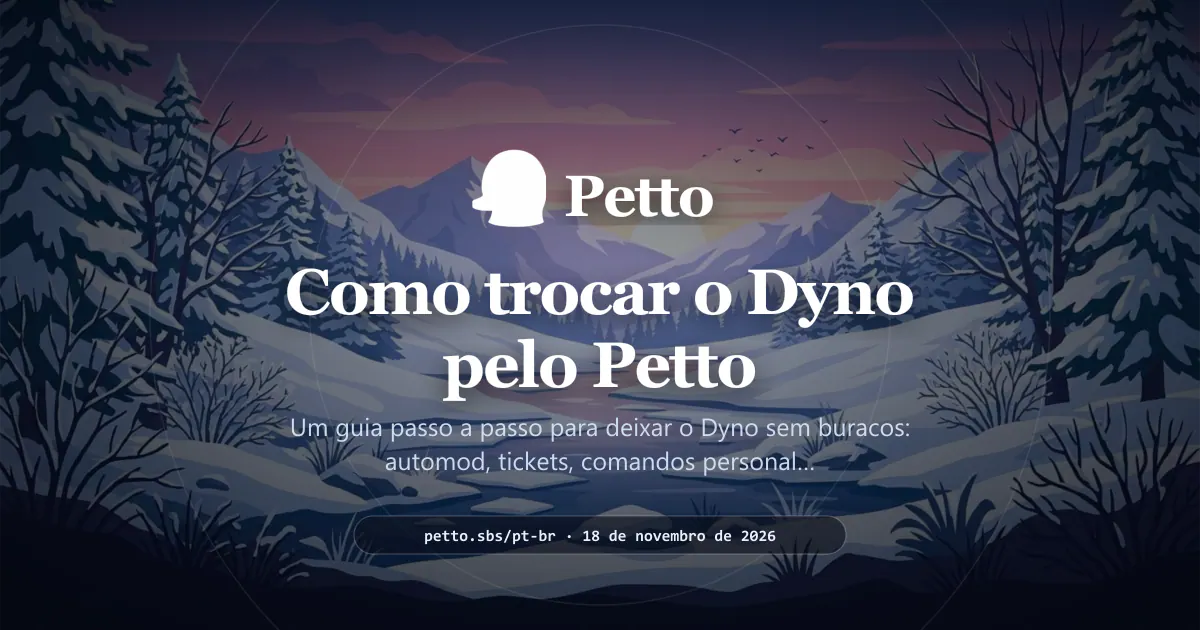 Petto
Como trocar o Dyno
pelo Petto
Um guia passo a passo para deixar o Dyno sem buracos:
automod, tickets, comandos personal...
petto.sbs/pt-br · 18 de novembro de 2026